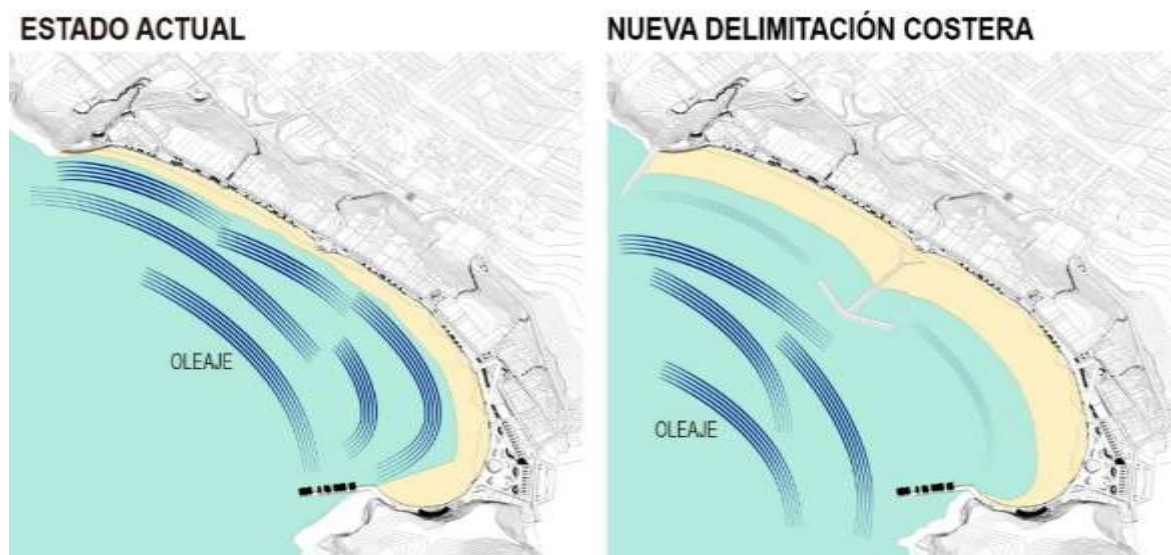 ESTADO ACTUAL
NUEVA DELIMITACIÓN COSTERA
OLEAJE
OLEAJE